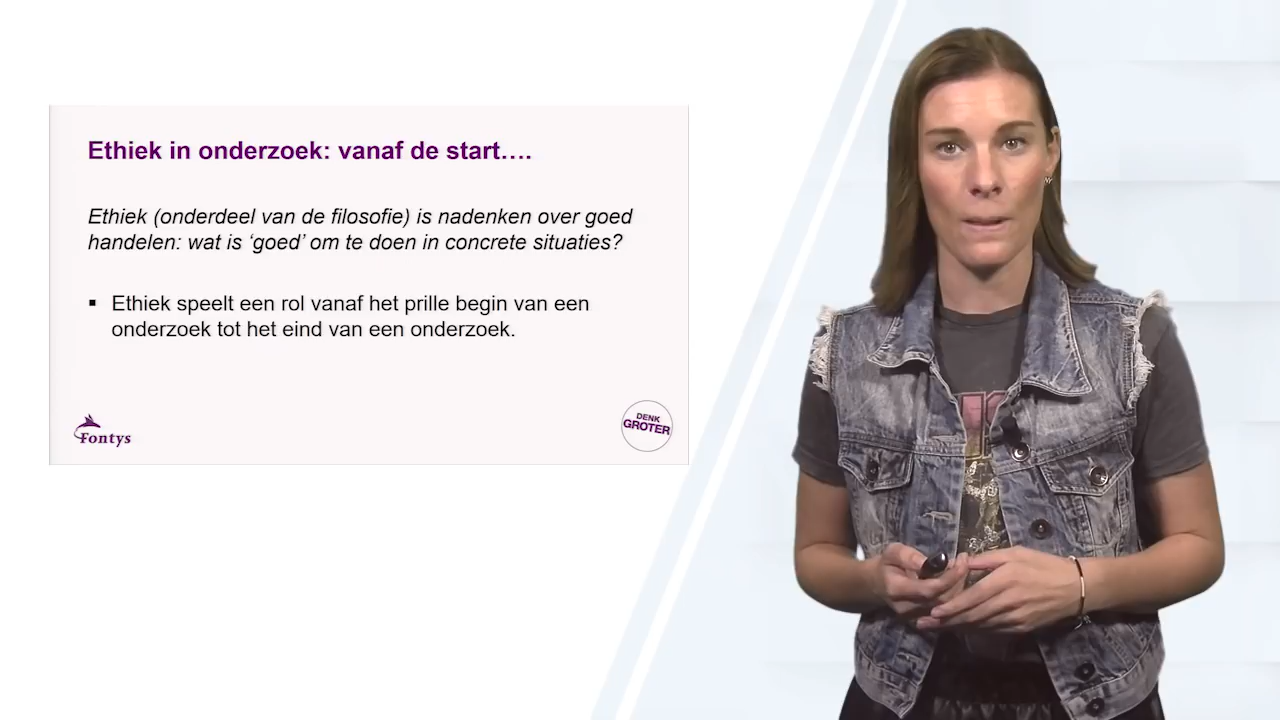 Ethiek in onderzoek: vanaf de start….
Ethiek (onderdeel van de filosofie) is nadenken over goed
handelen: wat is ‘goed’ om te doen in concrete situaties?
▪ Ethiek speelt een rol vanaf het prille begin van een
onderzoek tot het eind van een onderzoek.
Fontys
DENK
GROTER